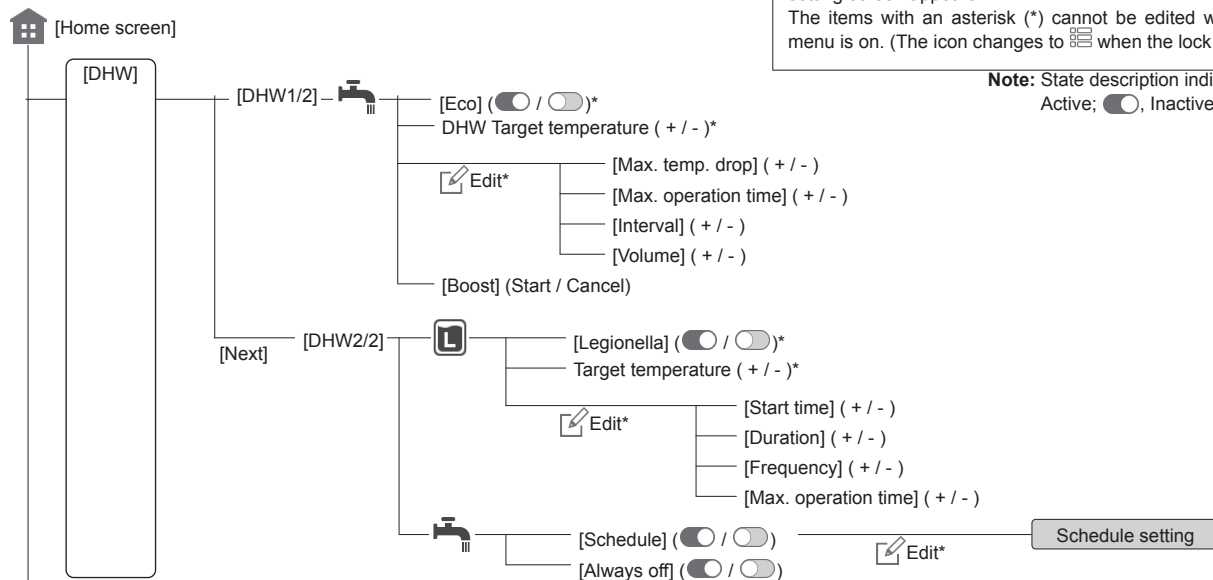 The items with an asterisk (*) cannot be edited
menu is on. (The icon changes to when the lock
Note: State description
Active; , Inactive
[Home screen]
[DHW]
[DHW1/2]
[Eco] ( / )*
DHW Target temperature ( + / - )*
Edit*
[Max. temp. drop] ( + / - )
[Max. operation time] ( + / - )
[Interval] ( + / - )
[Volume] ( + / - )
[Boost] (Start / Cancel)
[Next]
[DHW2/2]
L
[Legionella] ( / )*
Target temperature ( + / - )*
Edit*
[Start time] ( + / - )
[Duration] ( + / - )
[Frequency] ( + / - )
[Max. operation time] ( + / - )
[Schedule] ( / )
Edit*
Schedule setting
[Always off] ( / )